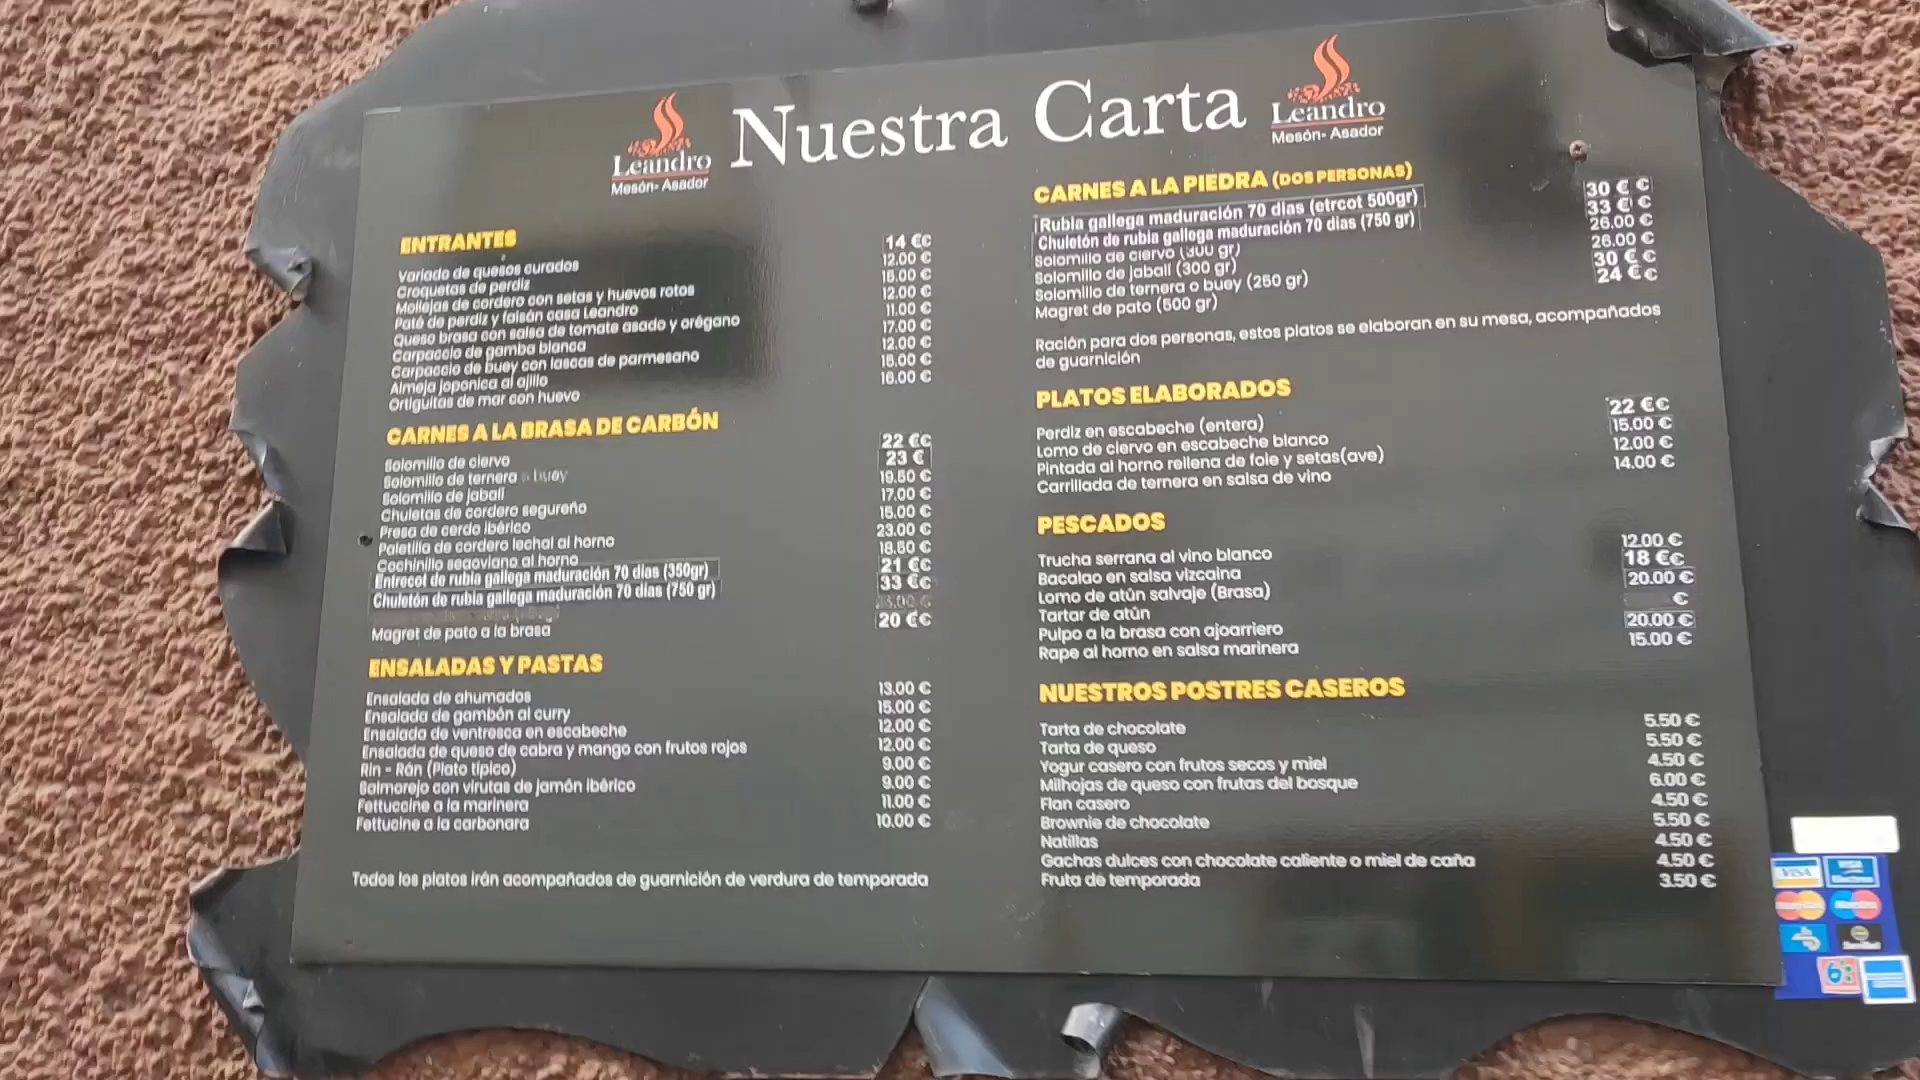 Leandro
Mesón- Asador
Nuestra Carta
Leandro
Mesón- Asador
ENTRANTES
Variado de quesos curados 14 €€
Croquetas de perdiz 12.00 €
Mollejas de cordero con setas y huevos rotos 15.00 €
Paté de perdiz y faisán casa Leandro 12.00 €
Queso brasa con salsa de tomate asado y orégano 11.00 €
Carpaccio de gamba blanca 17.00 €
Carpaccio de buey con lascas de parmesano 12.00 €
Almeja joponica al ajillo 15.00 €
Ortiguitas de mar con huevo 16.00 €
CARNES A LA BRASA DE CARBÓN
Solomillo de ciervo 22 €€
Solomillo de ternera o buey 23 €
Solomillo de jabalí 19.50 €
Chuletas de cordero segureño 17.00 €
Presa de cerdo ibérico 15.00 €
Paletilla de cordero lechal al horno 23.00 €
Cochinillo segoviano al horno 18.50 €
Entrecot de rubia gallega maduración 70 dias (350gr) 21 €€
Chuletón de rubia gallega maduración 70 dias (750 gr) 33 €€
Magret de pato a la brasa 20 €€
ENSALADAS Y PASTAS
Ensalada de ahumados 13.00 €
Ensalada de gambón al curry 15.00 €
Ensalada de ventresca en escabeche 12.00 €
Ensalada de queso de cabra y mango con frutos rojos 12.00 €
Rin - Rán (Plato típico) 9.00 €
Salmorejo con virutas de jamón ibérico 9.00 €
Fettuccine a la marinera 11.00 €
Fettucine a la carbonara 10.00 €
Todos los platos irán acompañados de guarnición de verdura de temporada
CARNES A LA PIEDRA (DOS PERSONAS)
Rubia gallega maduración 70 dias (etrcot 500gr) 30 € €
Chuletón de rubia gallega maduración 70 dias (750 gr) 33 € €
Solomillo de ciervo (300 gr) 26.00 €
Solomillo de jabalí (300 gr) 26.00 €
Solomillo de ternera o buey (250 gr) 30 € €
Magret de pato (500 gr) 24 € €
Ración para dos personas, estos platos se elaboran en su mesa, acompañados
de guarnición
PLATOS ELABORADOS
Perdiz en escabeche (entera) 22 €€
Lomo de ciervo en escabeche blanco 15.00 €
Pintada al horno rellena de foie y setas(ave) 12.00 €
Carrillada de ternera en salsa de vino 14.00 €
PESCADOS
Trucha serrana al vino blanco 12.00 €
Bacalao en salsa vizcaina 18 €€
Lomo de atún salvaje (Brasa) 20.00 €
Tartar de atún €
Pulpo a la brasa con ajoarriero 20.00 €
Rape al horno en salsa marinera 15.00 €
NUESTROS POSTRES CASEROS
Tarta de chocolate 5.50 €
Tarta de queso 5.50 €
Yogur casero con frutos secos y miel 4.50 €
Milhojas de queso con frutas del bosque 6.00 €
Flan casero 4.50 €
Brownie de chocolate 5.50 €
Natillas 4.50 €
Gachas dulces con chocolate caliente o miel de caña 4.50 €
Fruta de temporada 3.50 €
VISA
VISA
Electron